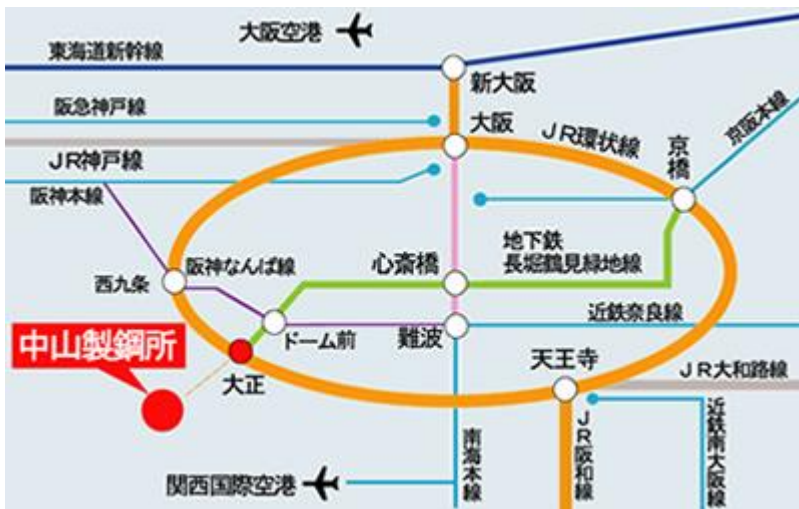 大阪空港
東海道新幹線
新大阪
阪急神戸線
大阪
JR環状線
京橋
京阪本線
JR神戸線
阪神本線
地下鉄
長堀鶴見緑地線
心斎橋
阪神なんば線
西九条
近鉄奈良線
中山製鋼所
ドーム前
難波
天王寺
大正
JR大和路線
JR阪和線
近鉄南大阪線
南海本線
関西国際空港